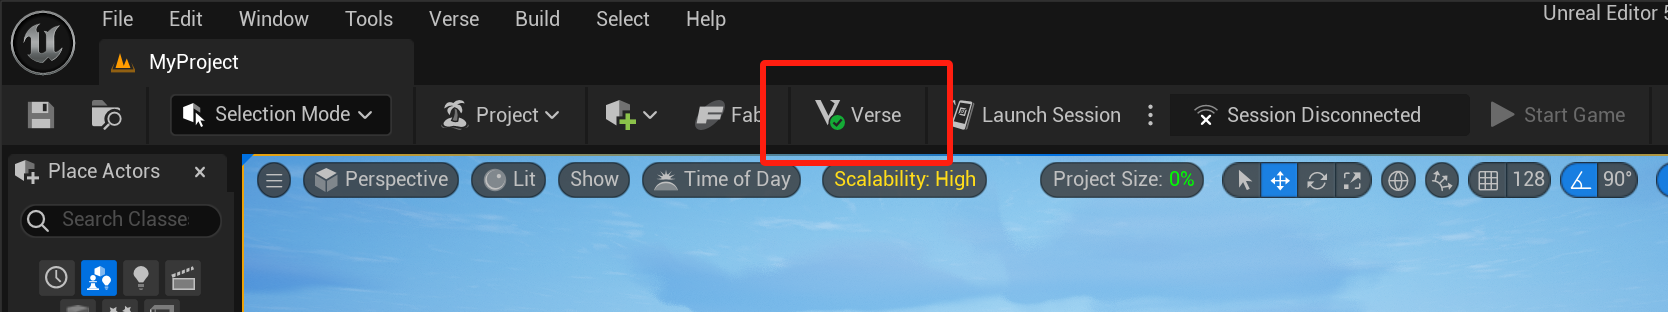 File Edit Window Tools Verse Build Select Help
Unreal Editor
MyProject
Selection Mode Project Fab Verse Launch Session Session Disconnected Start Game
Place Actors
Perspective Lit Show Time of Day Scalability: High Project Size: 0% 128 90°
Search Classe